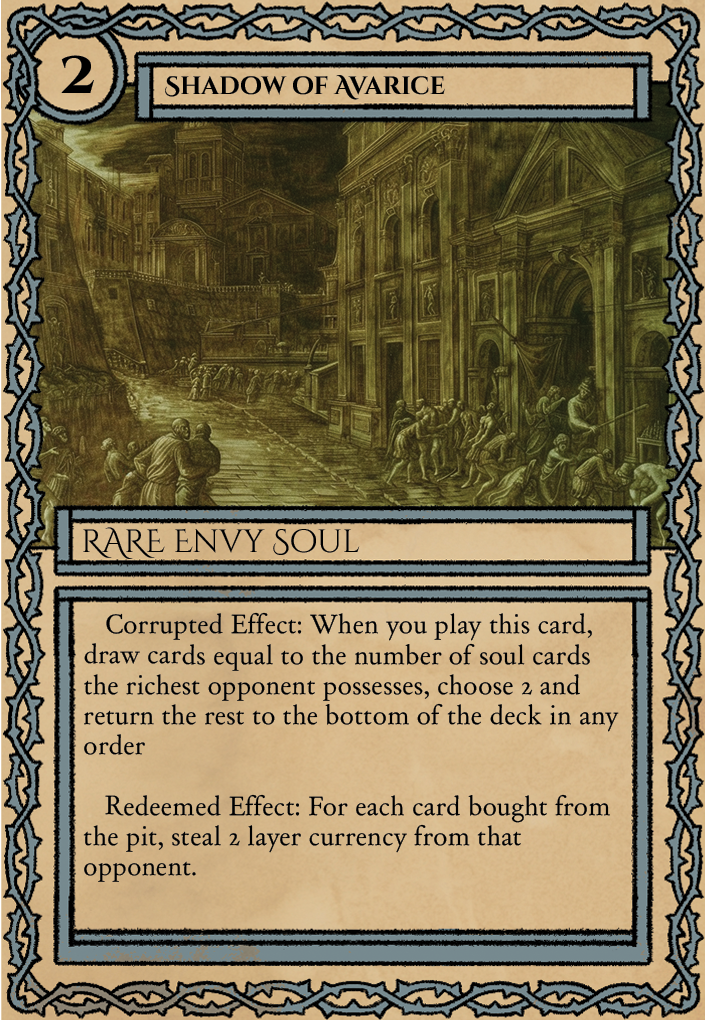 2
Shadow of Avarice
Rare Envy Soul
Corrupted Effect: When you play this card,
draw cards equal to the number of soul cards
the richest opponent possesses, choose 2 and
return the rest to the bottom of the deck in any
order
Redeemed Effect: For each card bought from
the pit, steal 2 layer currency from that
opponent.